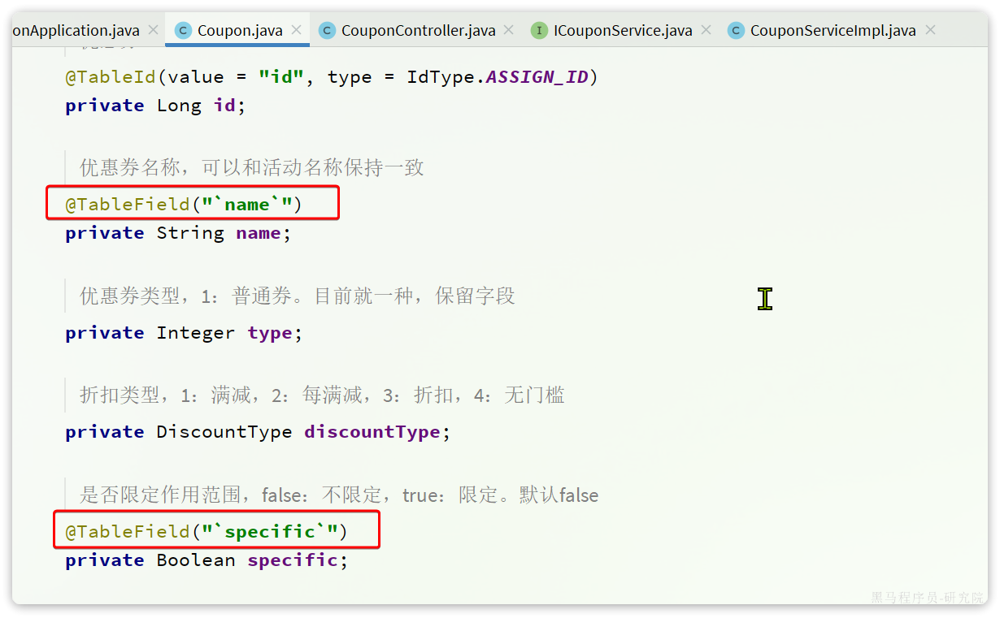 onApplication.java
Coupon.java
CouponController.java
ICouponService.java
CouponServiceImpl.java
@TableId(value = "id", type = IdType.ASSIGN_ID)
private Long id;
优惠券名称，可以和活动名称保持一致
@TableField("`name`")
private String name;
优惠券类型，1：普通券。目前就一种，保留字段
private Integer type;
折扣类型，1：满减，2：每满减，3：折扣，4：无门槛
private DiscountType discountType;
是否限定作用范围，false：不限定，true：限定。默认false
@TableField("`specific`")
private Boolean specific;
黑马程序员-研究院